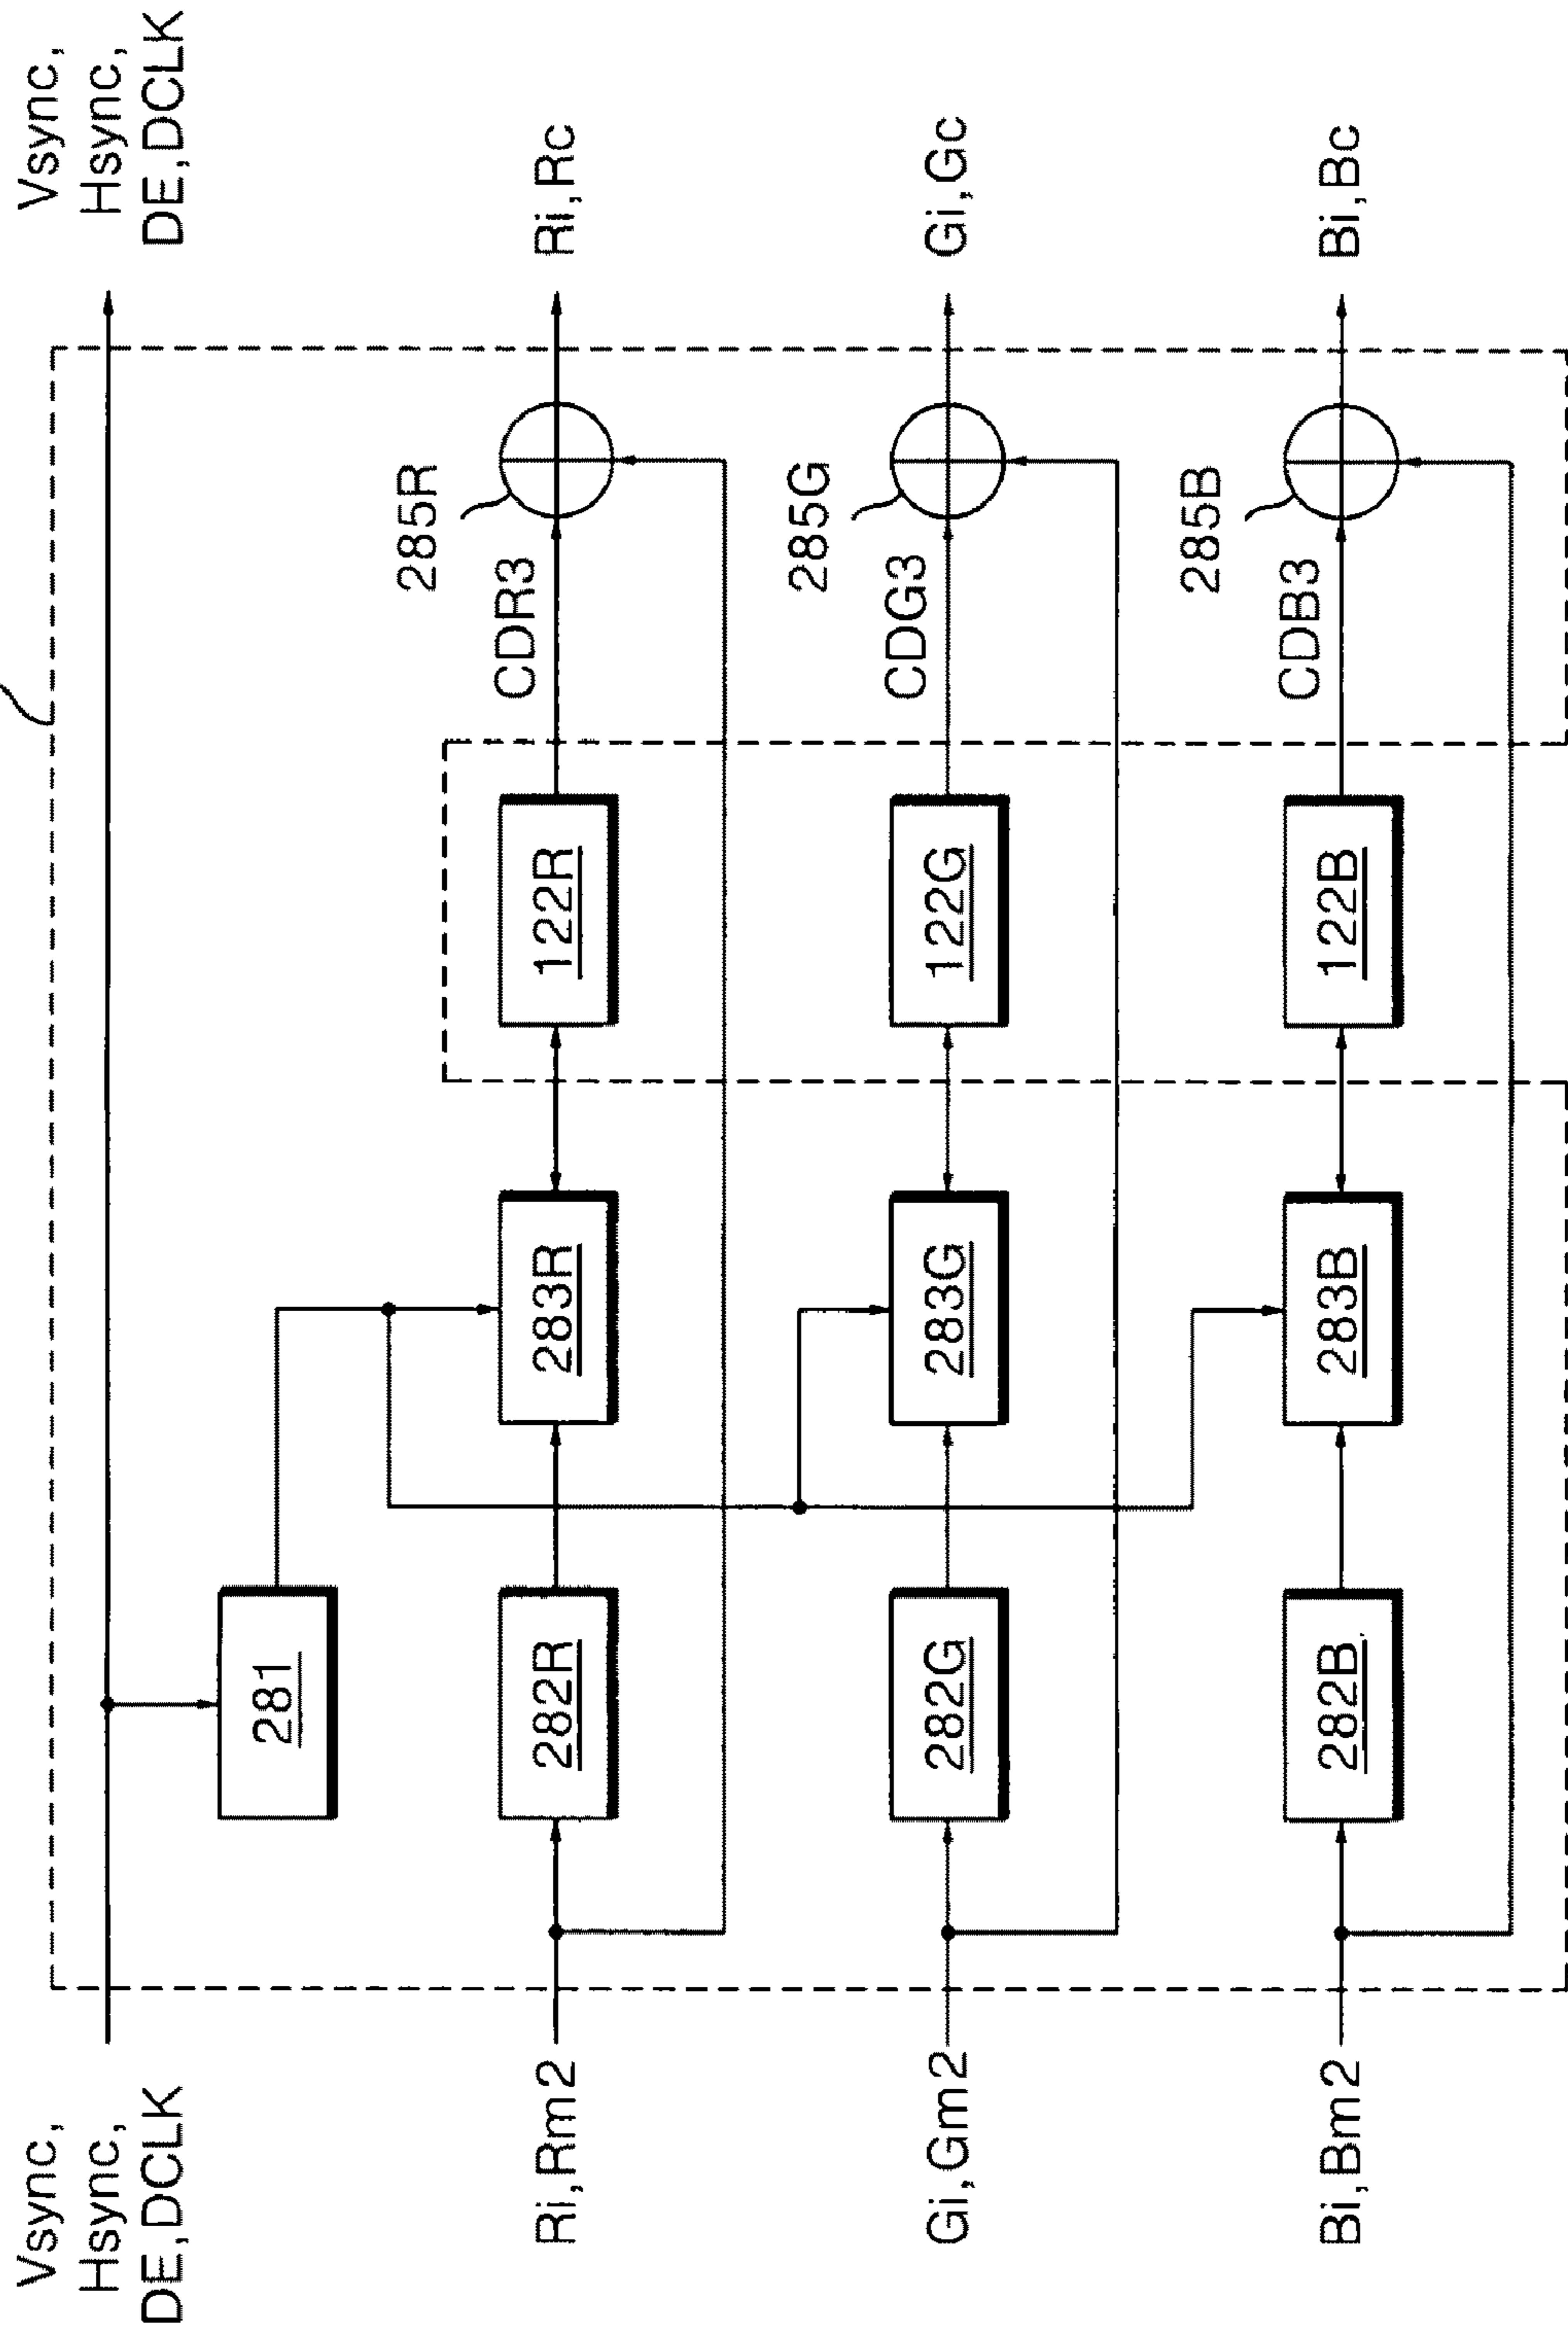 Vsync,
Hsync,
DE,DCLK
Vsync,
Hsync,
DE,DCLK
281
Ri,Rm2
282R
283R
122R
CDR3
285R
Ri,Rc
Gi,Gm2
282G
283G
122G
CDG3
285G
Gi,Gc
Bi,Bm2
282B
283B
122B
CDB3
285B
Bi,Bc